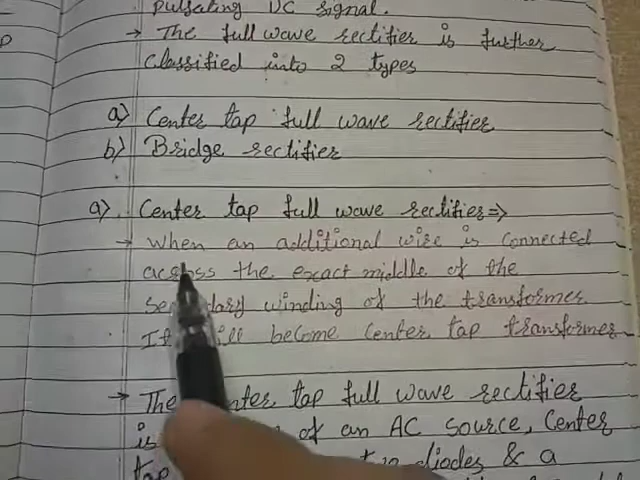 pulsating DC signal.
→ The full wave rectifier is further
classified into 2 types
a) Center tap full wave rectifier
b) Bridge rectifier
a) Center tap full wave rectifier ⇒
→ When an additional wire is connected
across the exact middle of the
secondary winding of the transformer
It will become center tap transformer
→ The center tap full wave rectifier
is of an AC source, Center
tap two diodes & a